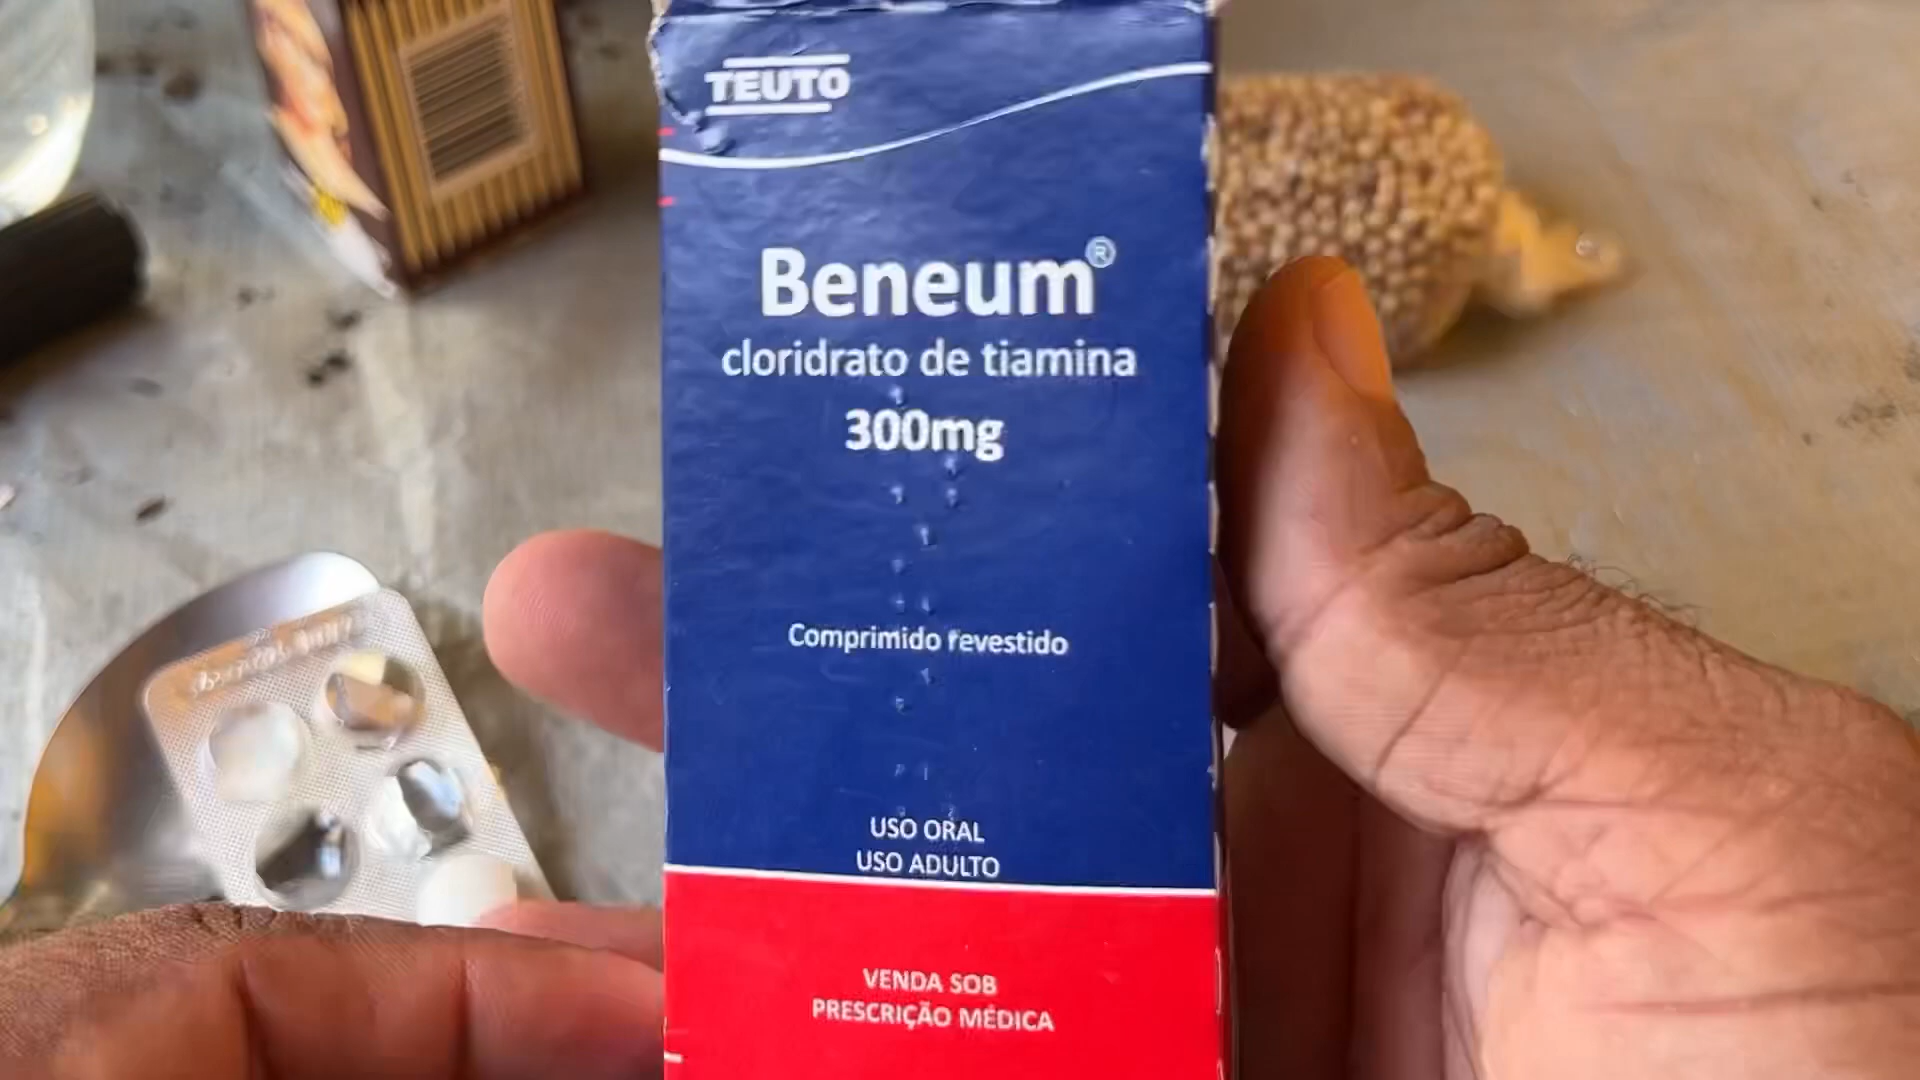 TEUTO
Beneum®
cloridrato de tiamina
300mg
Comprimido revestido
USO ORAL
USO ADULTO
VENDA SOB
PRESCRIÇÃO MÉDICA